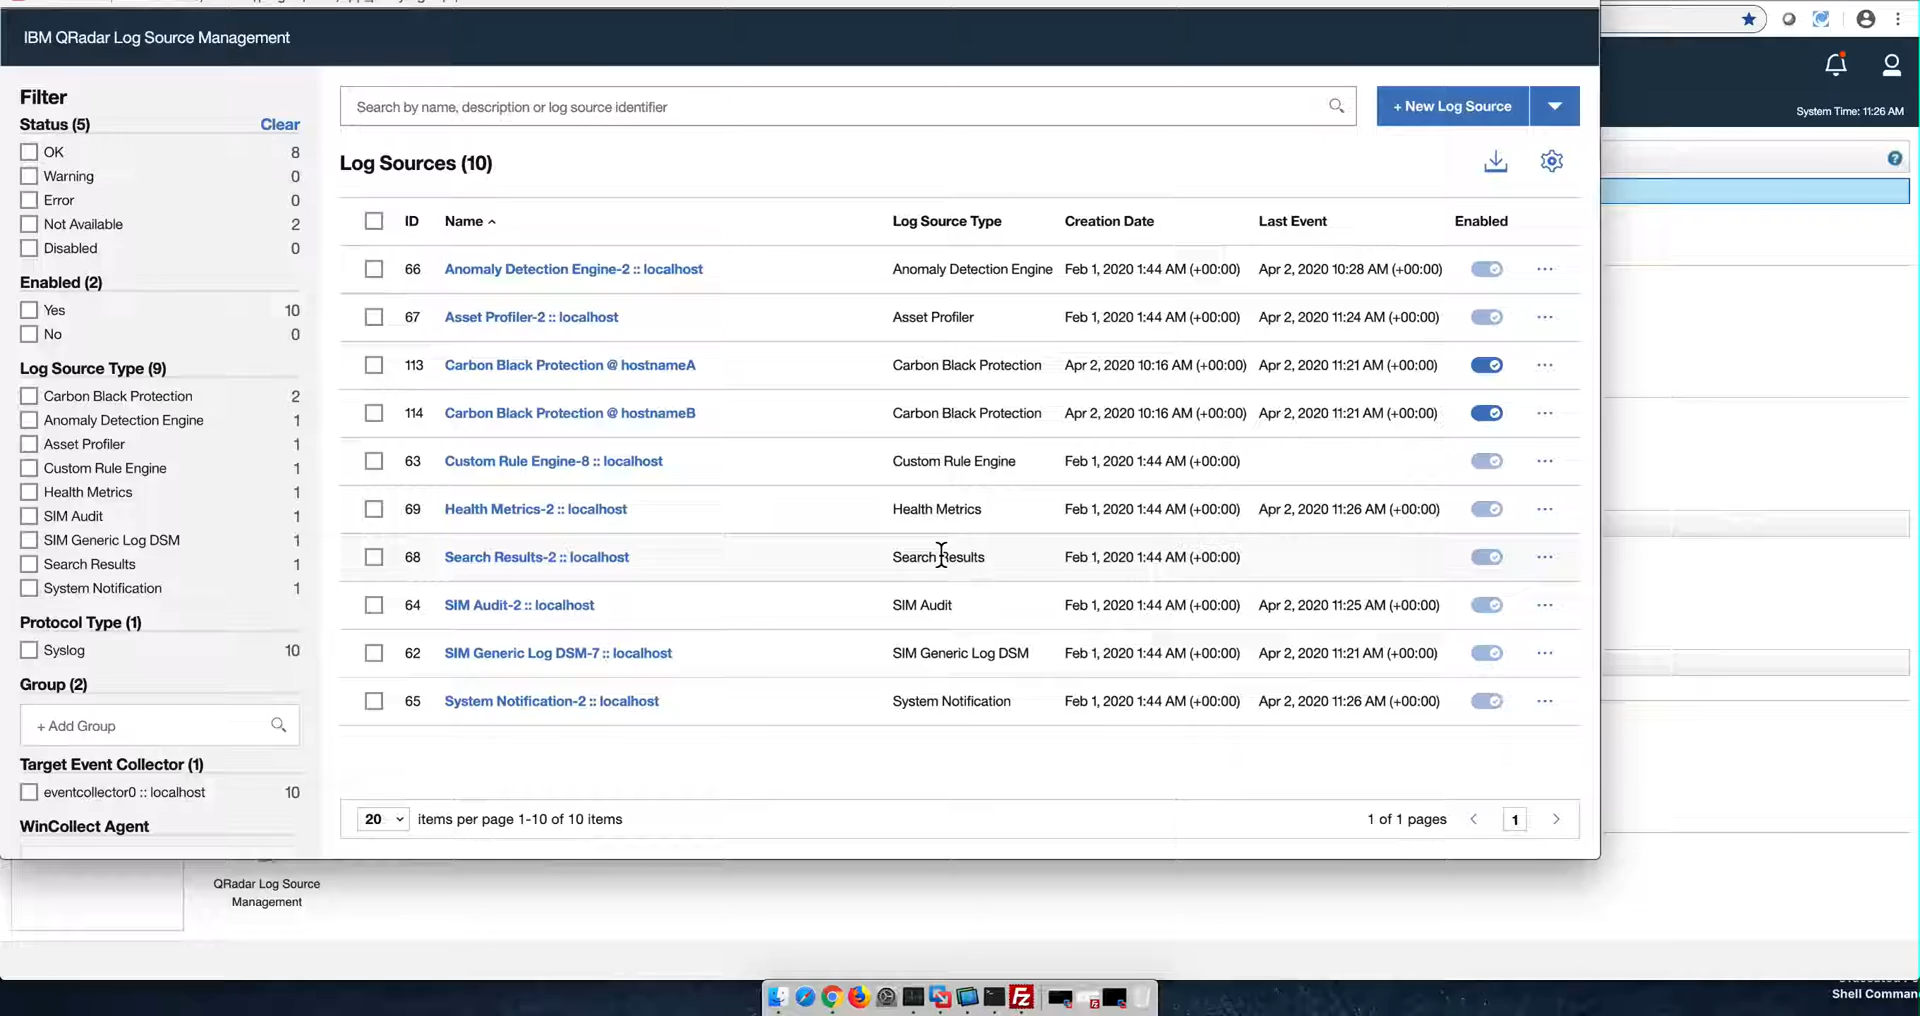 IBM QRadar Log Source Management
System Time: 11:26 AM
Filter
Status (5) Clear
OK 8
Warning 0
Error 0
Not Available 2
Disabled 0
Enabled (2)
Yes 10
No 0
Log Source Type (9)
Carbon Black Protection 2
Anomaly Detection Engine 1
Asset Profiler 1
Custom Rule Engine 1
Health Metrics 1
SIM Audit 1
SIM Generic Log DSM 1
Search Results 1
System Notification 1
Protocol Type (1)
Syslog 10
Group (2)
+ Add Group
Target Event Collector (1)
eventcollector0 :: localhost 10
WinCollect Agent
Search by name, description or log source identifier
+ New Log Source
Log Sources (10)
ID Name Log Source Type Creation Date Last Event Enabled
66 Anomaly Detection Engine-2 :: localhost Anomaly Detection Engine Feb 1, 2020 1:44 AM (+00:00) Apr 2, 2020 10:28 AM (+00:00)
67 Asset Profiler-2 :: localhost Asset Profiler Feb 1, 2020 1:44 AM (+00:00) Apr 2, 2020 11:24 AM (+00:00)
113 Carbon Black Protection @ hostnameA Carbon Black Protection Apr 2, 2020 10:16 AM (+00:00) Apr 2, 2020 11:21 AM (+00:00)
114 Carbon Black Protection @ hostnameB Carbon Black Protection Apr 2, 2020 10:16 AM (+00:00) Apr 2, 2020 11:21 AM (+00:00)
63 Custom Rule Engine-8 :: localhost Custom Rule Engine Feb 1, 2020 1:44 AM (+00:00)
69 Health Metrics-2 :: localhost Health Metrics Feb 1, 2020 1:44 AM (+00:00) Apr 2, 2020 11:26 AM (+00:00)
68 Search Results-2 :: localhost Search Results Feb 1, 2020 1:44 AM (+00:00)
64 SIM Audit-2 :: localhost SIM Audit Feb 1, 2020 1:44 AM (+00:00) Apr 2, 2020 11:25 AM (+00:00)
62 SIM Generic Log DSM-7 :: localhost SIM Generic Log DSM Feb 1, 2020 1:44 AM (+00:00) Apr 2, 2020 11:21 AM (+00:00)
65 System Notification-2 :: localhost System Notification Feb 1, 2020 1:44 AM (+00:00) Apr 2, 2020 11:26 AM (+00:00)
20 items per page 1-10 of 10 items 1 of 1 pages 1
QRadar Log Source
Management
Fz
Shell Comman